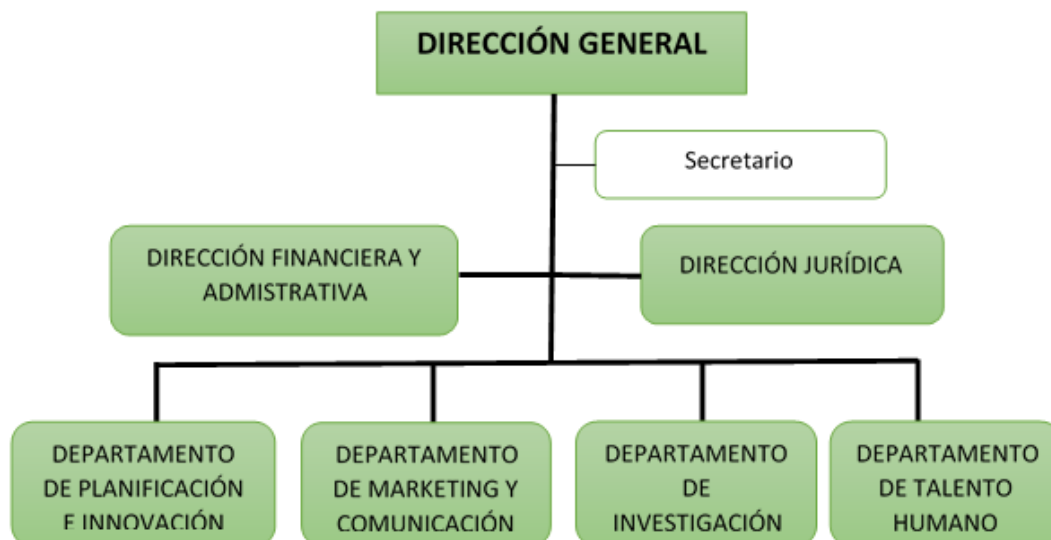 DIRECCIÓN GENERAL
Secretario
DIRECCIÓN FINANCIERA Y
ADMISTRATIVA
DIRECCIÓN JURÍDICA
DEPARTAMENTO
DE PLANIFICACIÓN
E INNOVACIÓN
DEPARTAMENTO
DE MARKETING Y
COMUNICACIÓN
DEPARTAMENTO
DE
INVESTIGACIÓN
DEPARTAMENTO
DE TALENTO
HUMANO